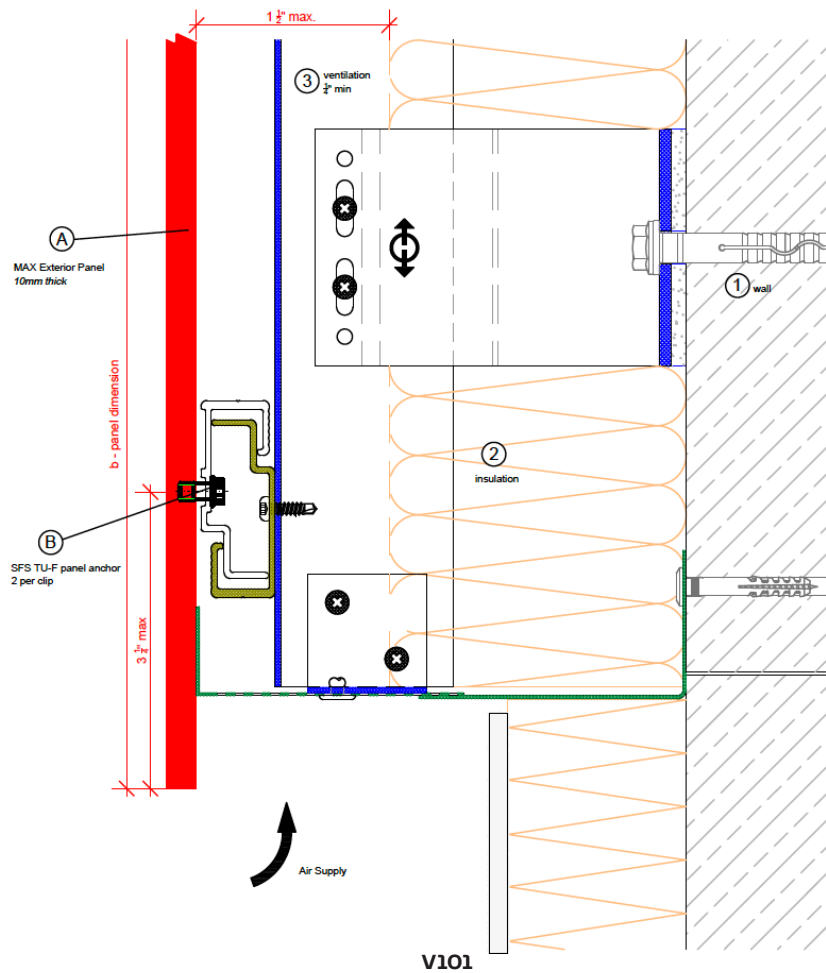 1 ½" max.
3 ventilation
¼" min
A
MAX Exterior Panel
10mm thick
1 wall
b - panel dimension
2
insulation
B
SFS TU-F panel anchor
2 per clip
3 ½" max
Air Supply
V101